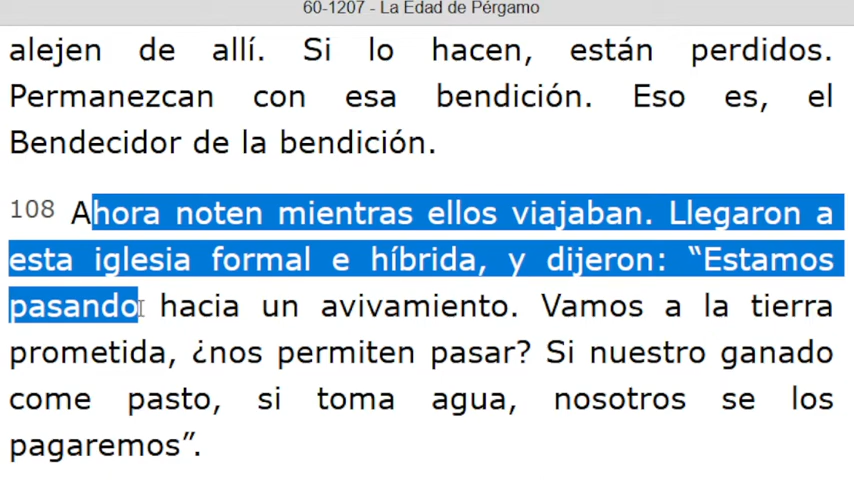 60-1207 - La Edad de Pérgamo
alejen de allí. Si lo hacen, están perdidos.
Permanezcan con esa bendición. Eso es, el
Bendecidor de la bendición.
108 Ahora noten mientras ellos viajaban. Llegaron a
esta iglesia formal e híbrida, y dijeron: “Estamos
pasando hacia un avivamiento. Vamos a la tierra
prometida, ¿nos permiten pasar? Si nuestro ganado
come pasto, si toma agua, nosotros se los
pagaremos”.